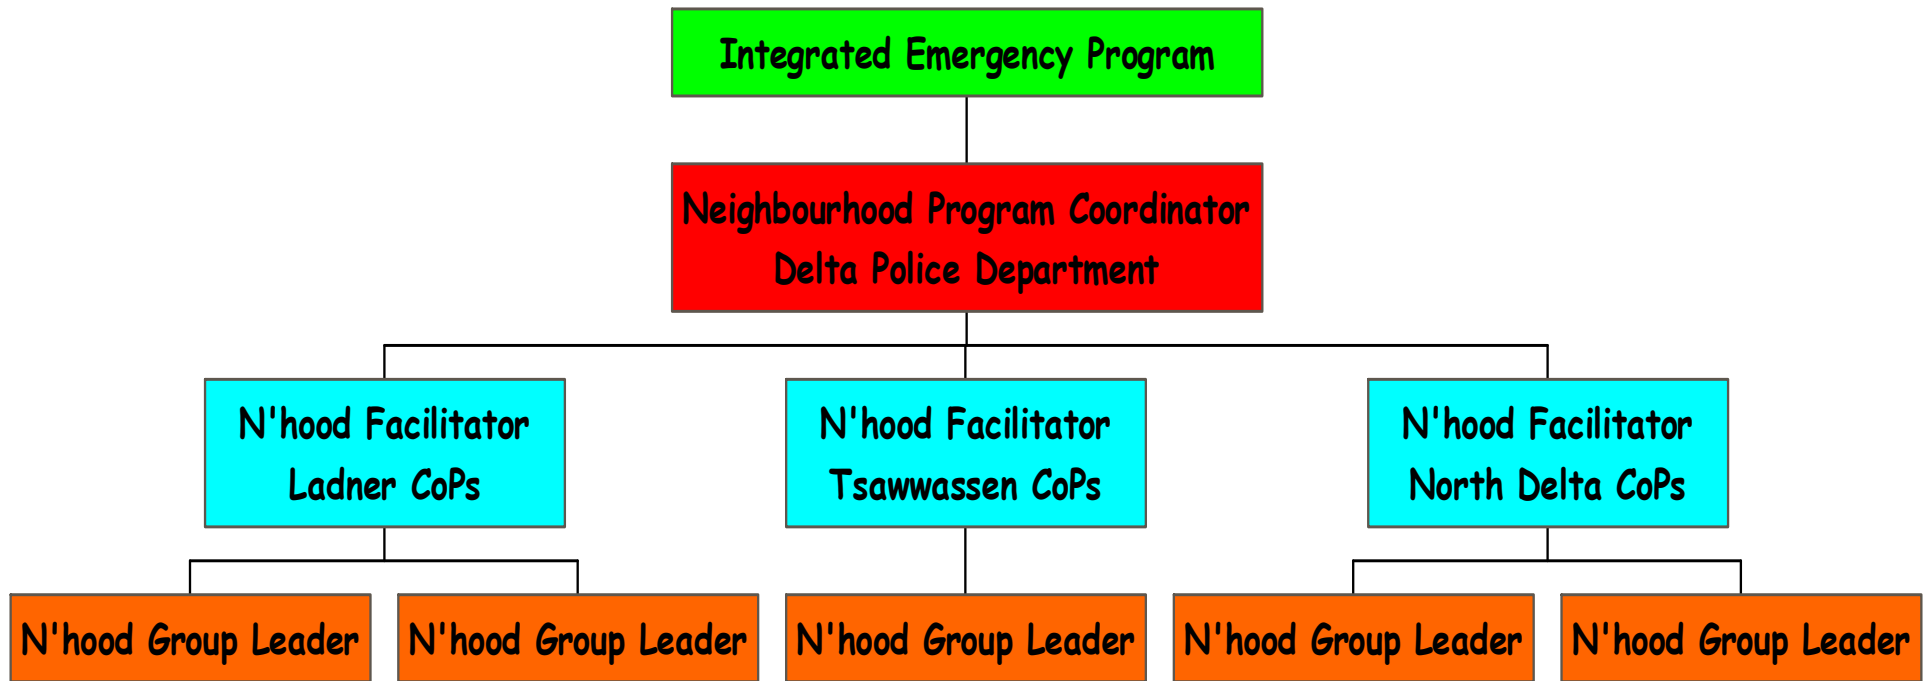 Integrated Emergency Program
Neighbourhood Program Coordinator
Delta Police Department
N'hood Facilitator
Ladner CoPs
N'hood Facilitator
Tsawwassen CoPs
N'hood Facilitator
North Delta CoPs
N'hood Group Leader
N'hood Group Leader
N'hood Group Leader
N'hood Group Leader
N'hood Group Leader